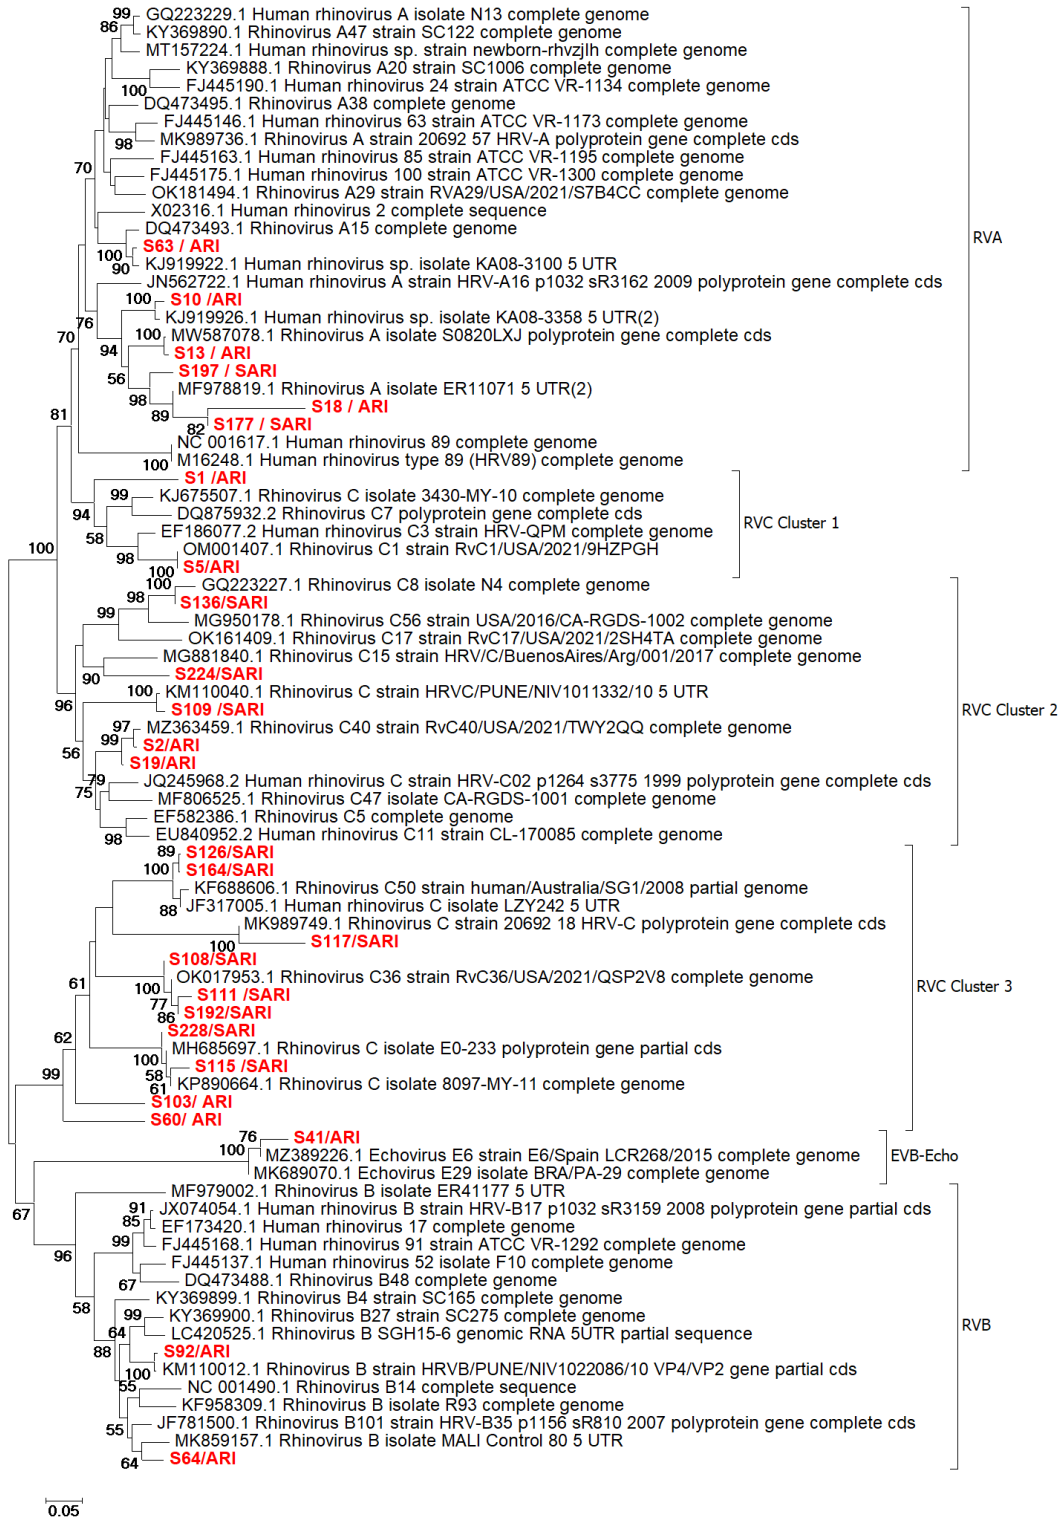 99
GQ223229.1 Human rhinovirus A isolate N13 complete genome
86
KY369890.1 Rhinovirus A47 strain SC122 complete genome
MT157224.1 Human rhinovirus sp. strain newborn-rhvzjlh complete genome
KY369888.1 Rhinovirus A20 strain SC1006 complete genome
100
FJ445190.1 Human rhinovirus 24 strain ATCC VR-1134 complete genome
DQ473495.1 Rhinovirus A38 complete genome
FJ445146.1 Human rhinovirus 63 strain ATCC VR-1173 complete genome
98
MK989736.1 Rhinovirus A strain 20692 57 HRV-A polyprotein gene complete cds
FJ445163.1 Human rhinovirus 85 strain ATCC VR-1195 complete genome
70
FJ445175.1 Human rhinovirus 100 strain ATCC VR-1300 complete genome
OK181494.1 Rhinovirus A29 strain RVA29/USA/2021/S7B4CC complete genome
X02316.1 Human rhinovirus 2 complete sequence
DQ473493.1 Rhinovirus A15 complete genome
RVA
S63 / ARI
100
90
KJ919922.1 Human rhinovirus sp. isolate KA08-3100 5 UTR
JN562722.1 Human rhinovirus A strain HRV-A16 p1032 sR3162 2009 polyprotein gene complete cds
100
S10 /ARI
76
KJ919926.1 Human rhinovirus sp. isolate KA08-3358 5 UTR(2)
70
100
MW587078.1 Rhinovirus A isolate S0820LXJ polyprotein gene complete cds
94
S13 / ARI
S197 / SARI
56
MF978819.1 Rhinovirus A isolate ER11071 5 UTR(2)
98
S18 / ARI
81
89
82
S177 / SARI
NC 001617.1 Human rhinovirus 89 complete genome
100
M16248.1 Human rhinovirus type 89 (HRV89) complete genome
S1 /ARI
99
KJ675507.1 Rhinovirus C isolate 3430-MY-10 complete genome
94
DQ875932.2 Rhinovirus C7 polyprotein gene complete cds
RVC Cluster 1
58
EF186077.2 Human rhinovirus C3 strain HRV-QPM complete genome
100
98
OM001407.1 Rhinovirus C1 strain RvC1/USA/2021/9HZPGH
100
S5/ARI
100
GQ223227.1 Rhinovirus C8 isolate N4 complete genome
98
S136/SARI
99
MG950178.1 Rhinovirus C56 strain USA/2016/CA-RGDS-1002 complete genome
OK161409.1 Rhinovirus C17 strain RvC17/USA/2021/2SH4TA complete genome
MG881840.1 Rhinovirus C15 strain HRV/C/BuenosAires/Arg/001/2017 complete genome
90
S224/SARI
100
KM110040.1 Rhinovirus C strain HRVC/PUNE/NIV1011332/10 5 UTR
96
S109 /SARI
RVC Cluster 2
97
MZ363459.1 Rhinovirus C40 strain RvC40/USA/2021/TWY2QQ complete genome
99
56
S2/ARI
S19/ARI
79
JQ245968.2 Human rhinovirus C strain HRV-C02 p1264 s3775 1999 polyprotein gene complete cds
75
MF806525.1 Rhinovirus C47 isolate CA-RGDS-1001 complete genome
EF582386.1 Rhinovirus C5 complete genome
98
EU840952.2 Human rhinovirus C11 strain CL-170085 complete genome
89
S126/SARI
100
S164/SARI
KF688606.1 Rhinovirus C50 strain human/Australia/SG1/2008 partial genome
88
JF317005.1 Human rhinovirus C isolate LZY242 5 UTR
MK989749.1 Rhinovirus C strain 20692 18 HRV-C polyprotein gene complete cds
100
S117/SARI
S108/SARI
61
OK017953.1 Rhinovirus C36 strain RvC36/USA/2021/QSP2V8 complete genome
RVC Cluster 3
100
S111 /SARI
77
86
S192/SARI
S228/SARI
62
MH685697.1 Rhinovirus C isolate E0-233 polyprotein gene partial cds
100
S115 /SARI
99
58
61
KP890664.1 Rhinovirus C isolate 8097-MY-11 complete genome
S103/ ARI
S60/ ARI
76
S41/ARI
100
MZ389226.1 Echovirus E6 strain E6/Spain LCR268/2015 complete genome
EVB-Echo
MK689070.1 Echovirus E29 isolate BRA/PA-29 complete genome
MF979002.1 Rhinovirus B isolate ER41177 5 UTR
67
91
JX074054.1 Human rhinovirus B strain HRV-B17 p1032 sR3159 2008 polyprotein gene partial cds
85
EF173420.1 Human rhinovirus 17 complete genome
99
FJ445168.1 Human rhinovirus 91 strain ATCC VR-1292 complete genome
96
FJ445137.1 Human rhinovirus 52 isolate F10 complete genome
67
DQ473488.1 Rhinovirus B48 complete genome
58
KY369899.1 Rhinovirus B4 strain SC165 complete genome
99
KY369900.1 Rhinovirus B27 strain SC275 complete genome
RVB
64
LC420525.1 Rhinovirus B SGH15-6 genomic RNA 5UTR partial sequence
88
S92/ARI
100
KM110012.1 Rhinovirus B strain HRVB/PUNE/NIV1022086/10 VP4/VP2 gene partial cds
55
NC 001490.1 Rhinovirus B14 complete sequence
KF958309.1 Rhinovirus B isolate R93 complete genome
55
JF781500.1 Rhinovirus B101 strain HRV-B35 p1156 sR810 2007 polyprotein gene complete cds
MK859157.1 Rhinovirus B isolate MALI Control 80 5 UTR
64
S64/ARI
0.05